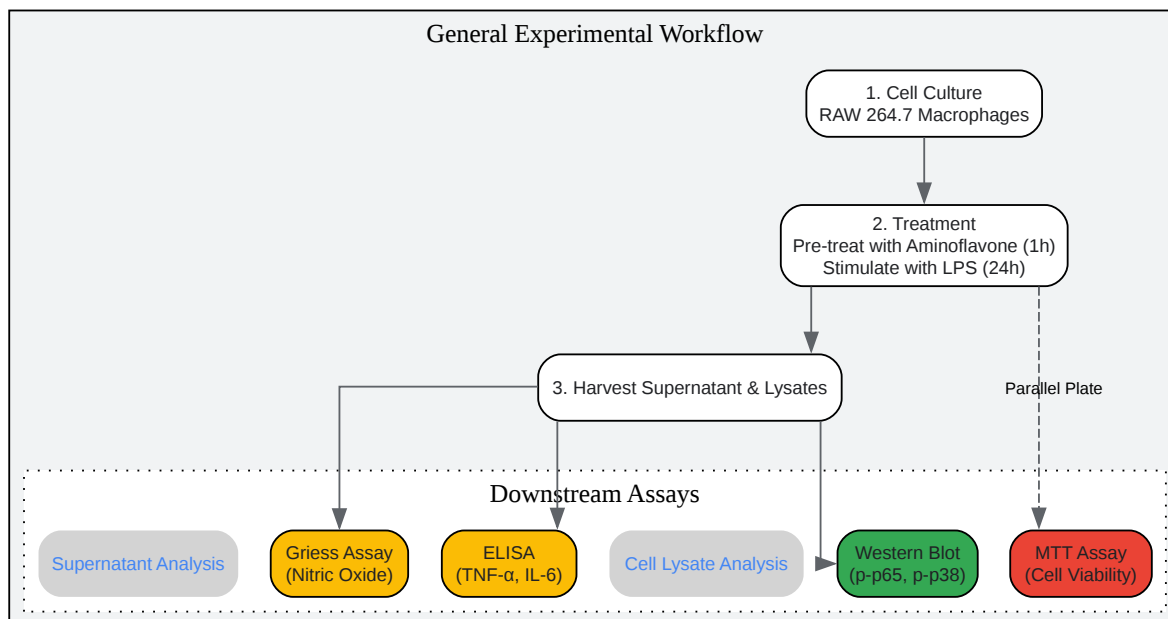 General Experimental Workflow
1. Cell Culture
RAW 264.7 Macrophages
2. Treatment
Pre-treat with Aminoflavone (1h)
Stimulate with LPS (24h)
3. Harvest Supernatant & Lysates
Parallel Plate
Downstream Assays
Supernatant Analysis
Griess Assay
(Nitric Oxide)
ELISA
(TNF-α, IL-6)
Cell Lysate Analysis
Western Blot
(p-p65, p-p38)
MTT Assay
(Cell Viability)